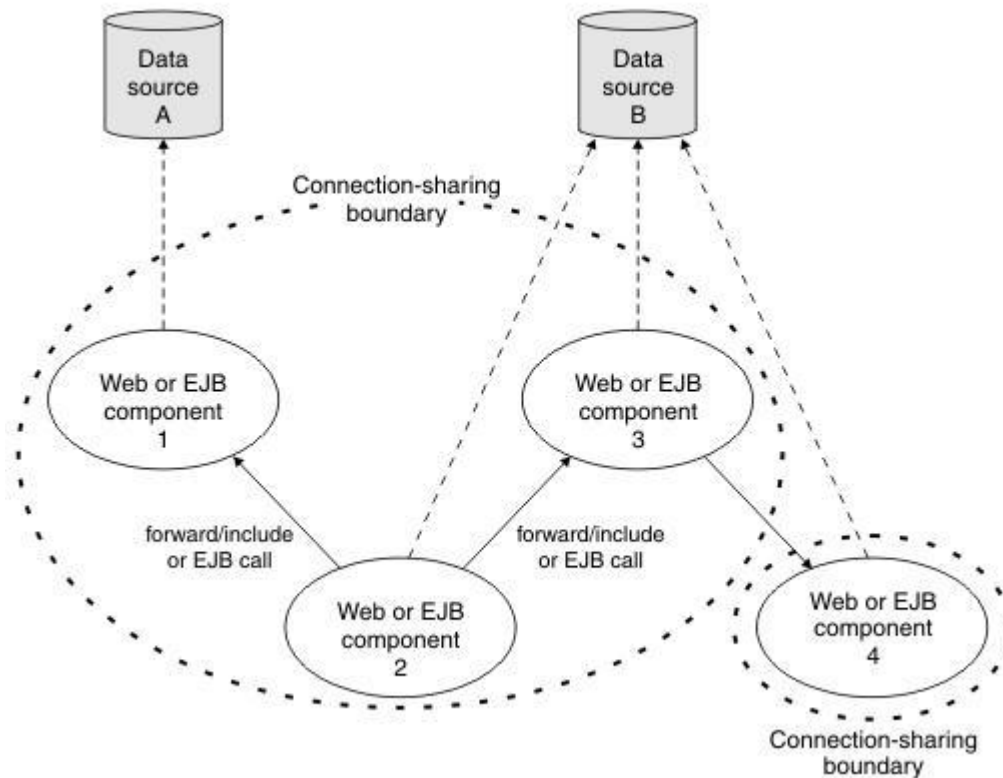 Data
source
A
Data
source
B
Connection-sharing
boundary
Web or EJB
component
1
Web or EJB
component
3
forward/include
or EJB call
forward/include
or EJB call
Web or EJB
component
2
Web or EJB
component
4
Connection-sharing
boundary